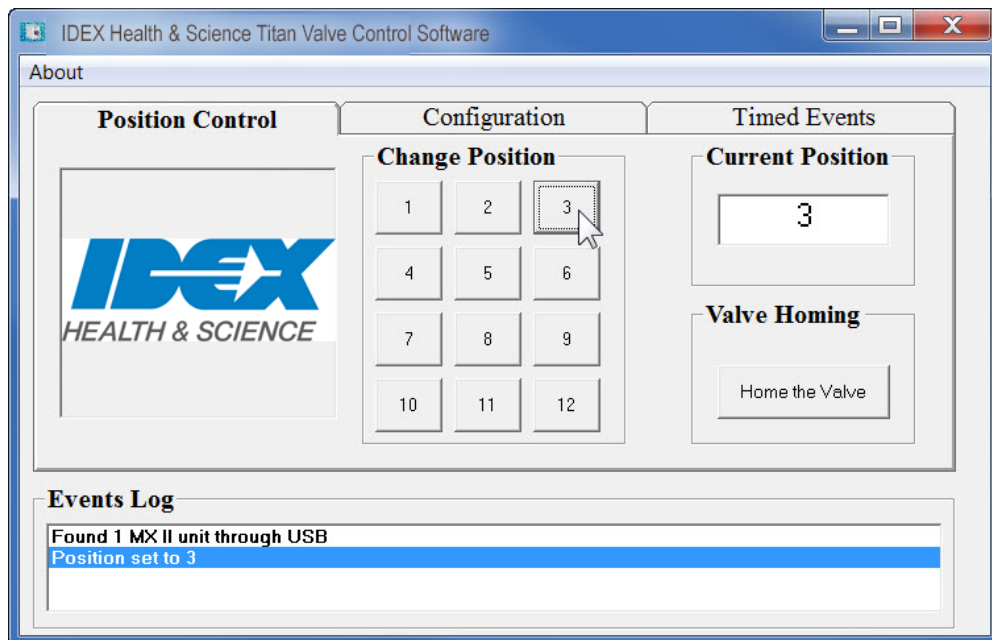 IDEX Health & Science Titan Valve Control Software
About
Position Control
Configuration
Timed Events
IDEX
HEALTH & SCIENCE
Change Position
1 2 3
4 5 6
7 8 9
10 11 12
Current Position
3
Valve Homing
Home the Valve
Events Log
Found 1 MX II unit through USB
Position set to 3